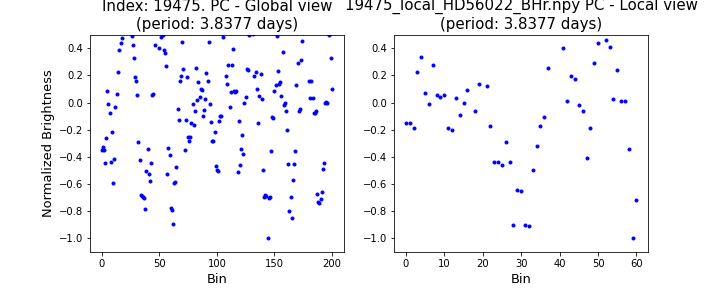 Index: 19475. PC - Global view
(period: 3.8377 days)
19475_local_HD56022_BHr.npy PC - Local view
(period: 3.8377 days)
Normalized Brightness
0.4
0.2
0.0
−0.2
−0.4
−0.6
−0.8
−1.0
0 50 100 150 200
Bin
0.4
0.2
0.0
−0.2
−0.4
−0.6
−0.8
−1.0
0 10 20 30 40 50 60
Bin